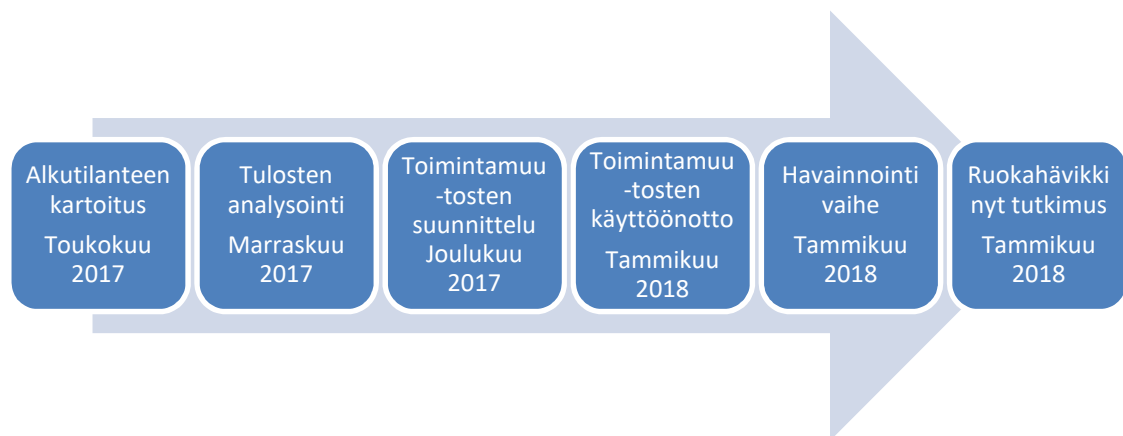 Alkutilanteen
kartoitus
Toukokuu
2017
Tulosten
analysointi
Marraskuu
2017
Toimintamuu
-tosten
suunnittelu
Joulukuu
2017
Toimintamuu
-tosten
käyttöönotto
Tammikuu
2018
Havainnointi
vaihe
Tammikuu
2018
Ruokahävikki
nyt tutkimus
Tammikuu
2018